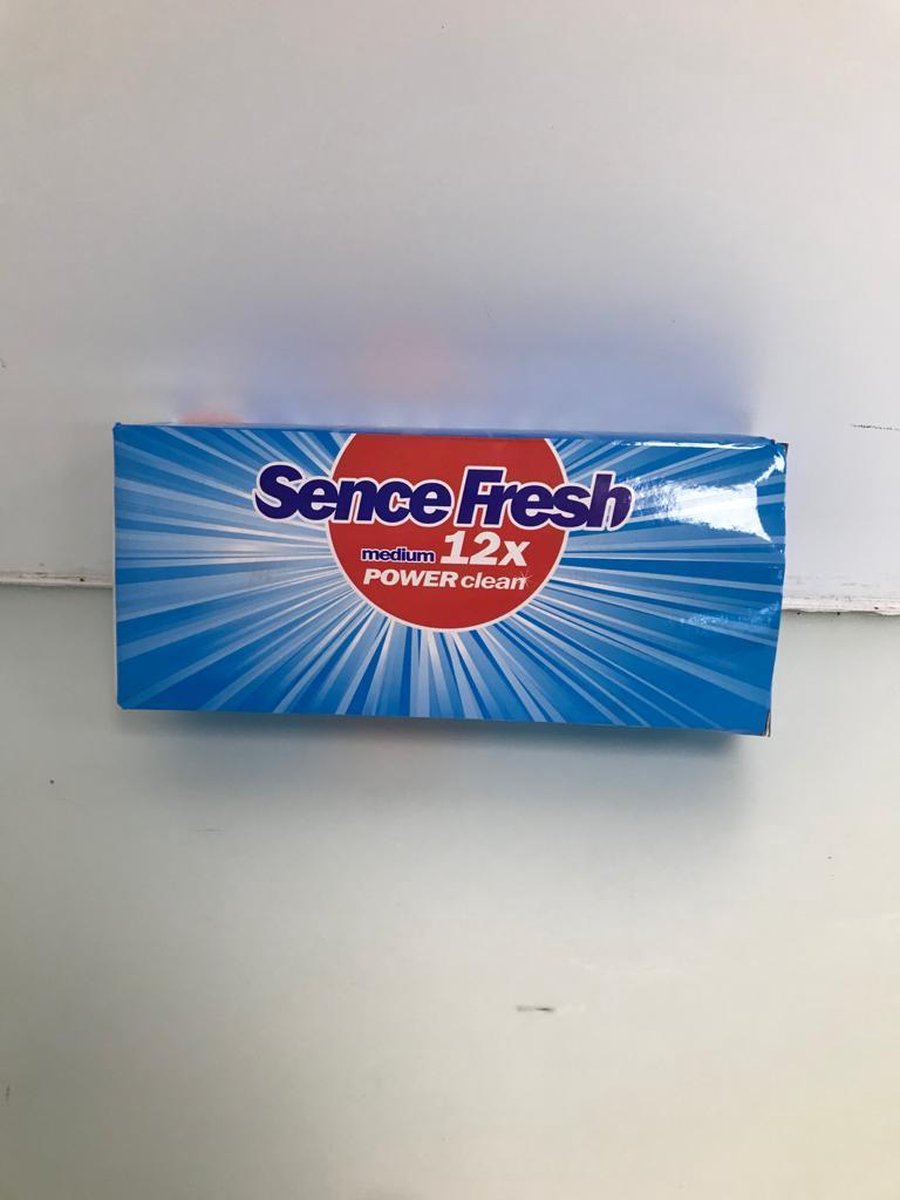 Sence Fresh
medium 12x
POWER clean